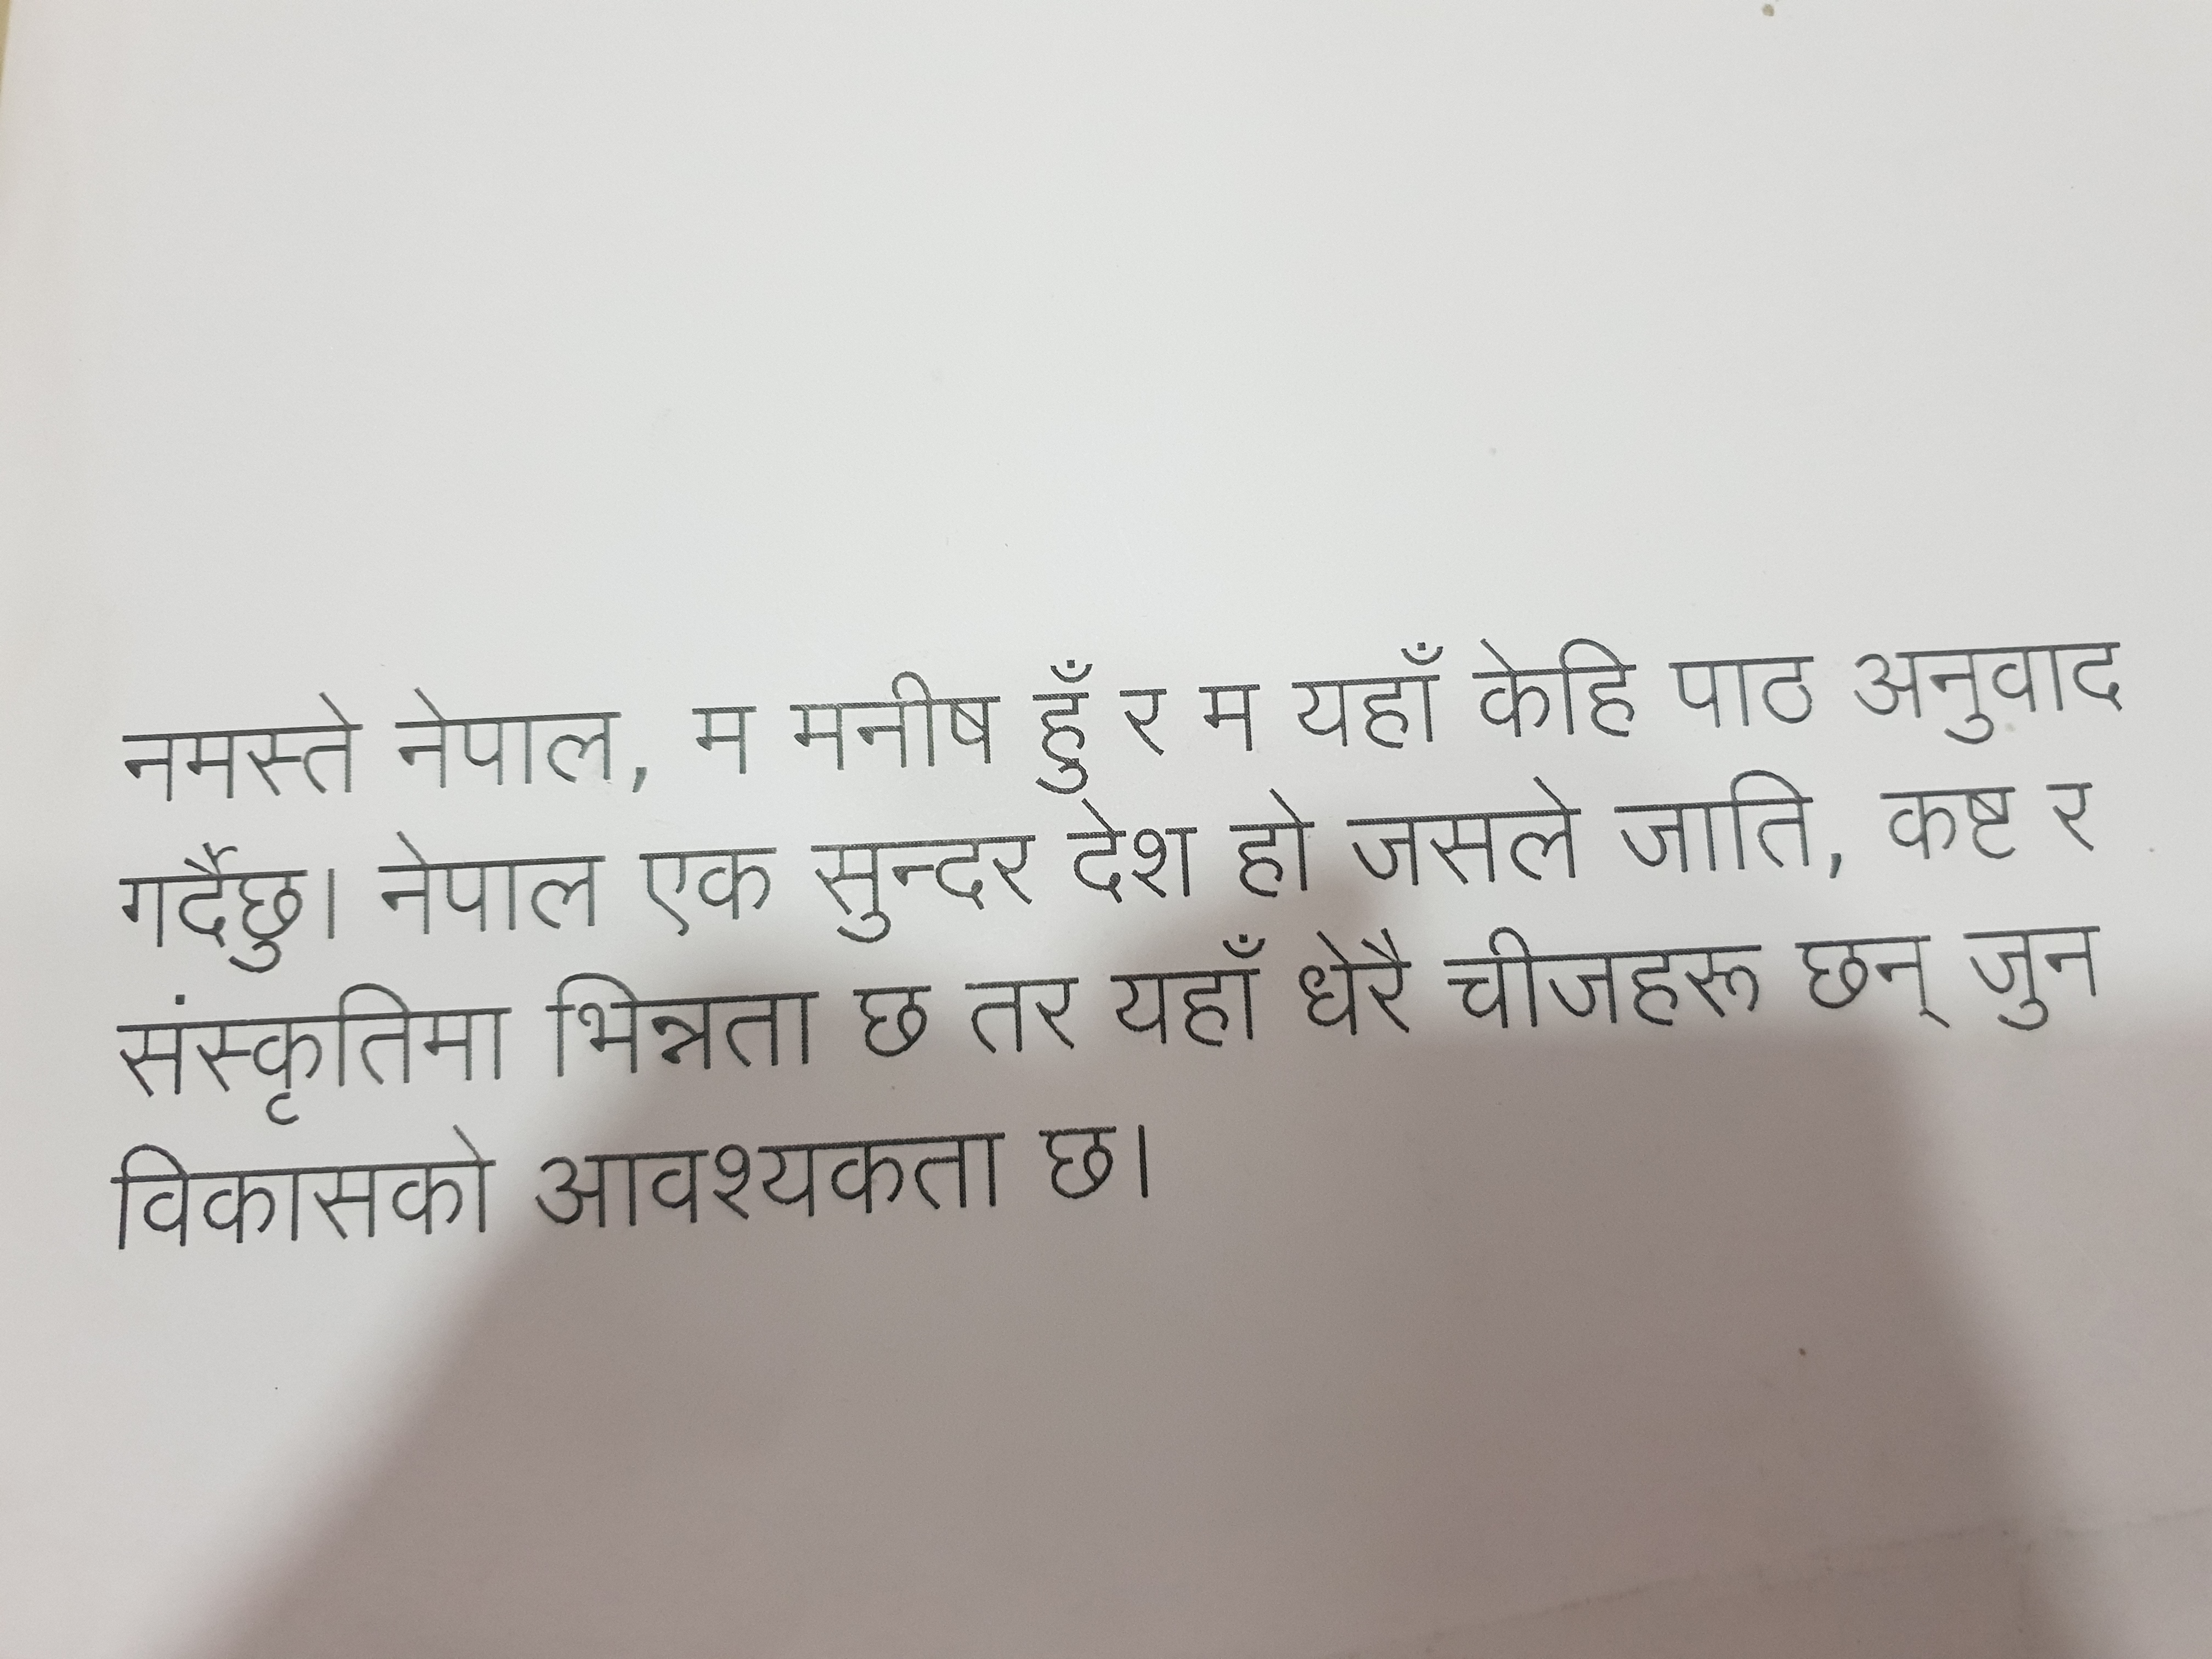 नमस्ते नेपाल, म मनीष हुँ र म यहाँ केहि पाठ अनुवाद
गर्दैछु। नेपाल एक सुन्दर देश हो जसले जाति, कष्ट र
संस्कृतिमा भिन्नता छ तर यहाँ धेरै चीजहरू छन् जुन
विकासको आवश्यकता छ।